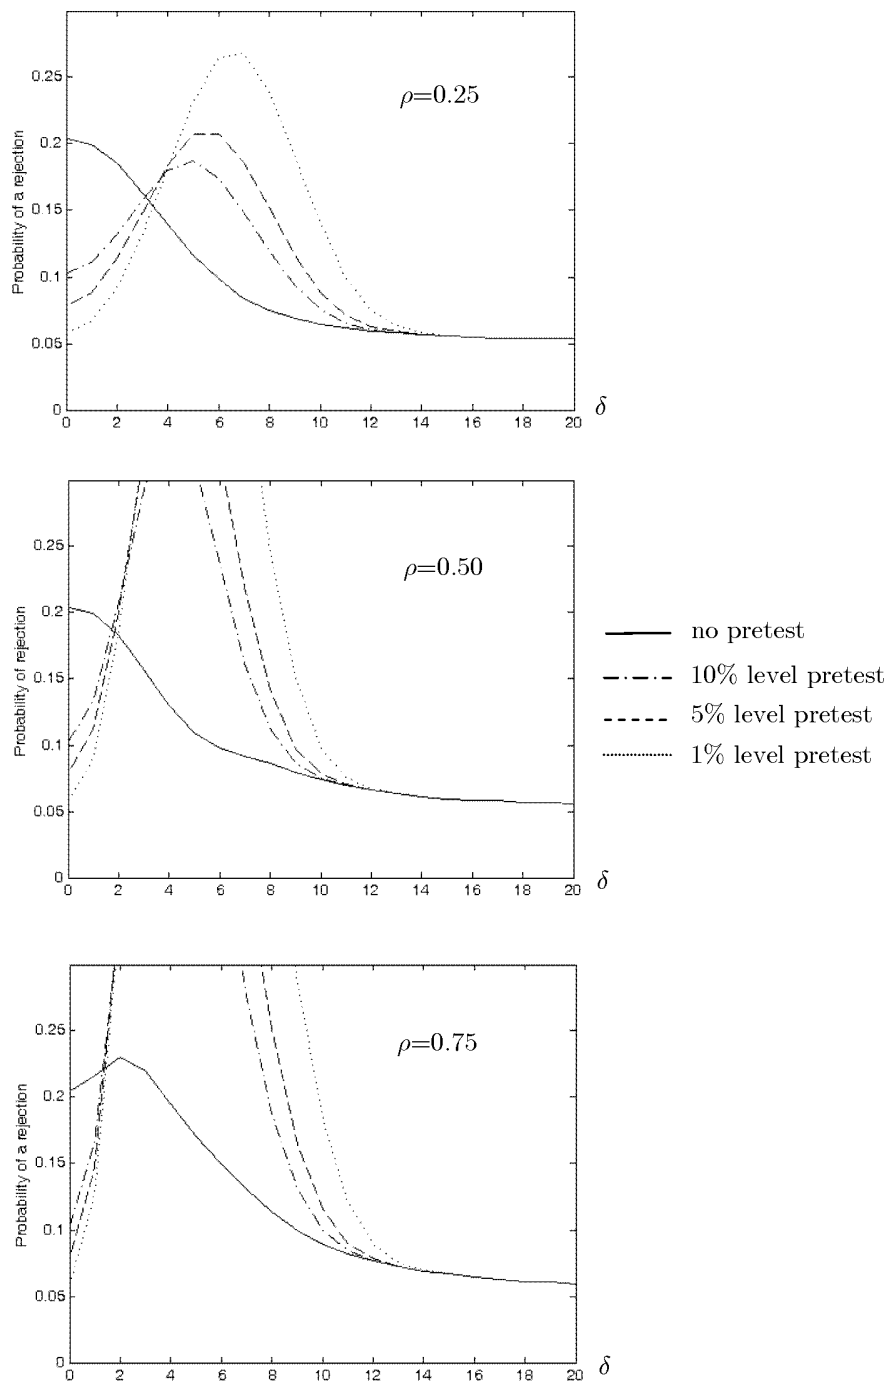 0.25
0.2
0.15
0.1
0.05
0
Probability of a rejection
ρ=0.25
0 2 4 6 8 10 12 14 16 18 20
δ
0.25
0.2
0.15
0.1
0.05
0
Probability of rejection
ρ=0.50
0 2 4 6 8 10 12 14 16 18 20
δ
no pretest
10% level pretest
5% level pretest
1% level pretest
0.25
0.2
0.15
0.1
0.05
0
Probability of a rejection
ρ=0.75
0 2 4 6 8 10 12 14 16 18 20
δ